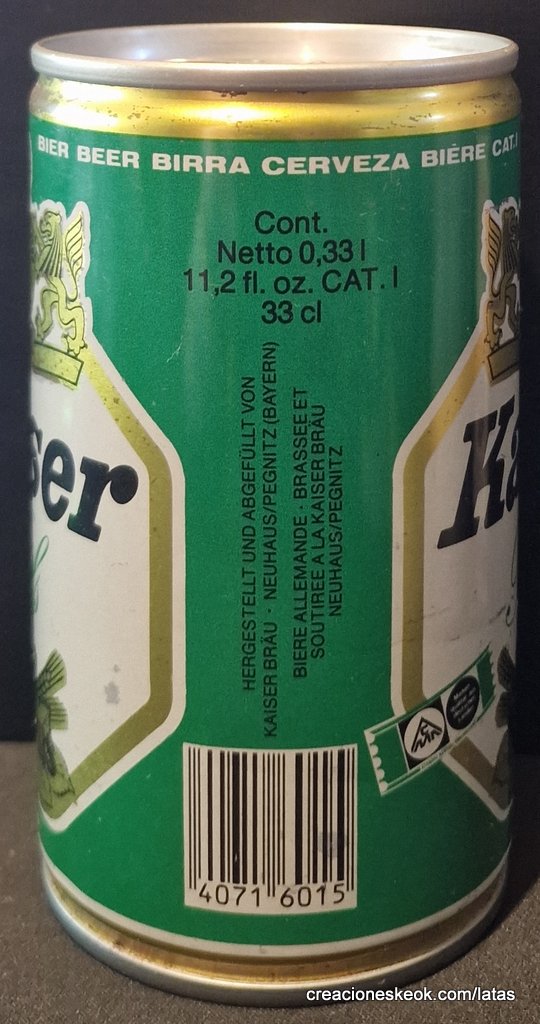 BIER BEER BIRRA CERVEZA BIÈRE CAT.I
Cont.
Netto 0,33 l
11,2 fl. oz. CAT. I
33 cl
HERGESTELLT UND ABGEFÜLLT VON
KAISER BRÄU · NEUHAUS/PEGNITZ (BAYERN)
BIERE ALLEMANDE · BRASSEE ET
SOUTIREE A LA KAISER BRÄU
NEUHAUS/PEGNITZ
ser
Ka
4071 6015
creacioneskeok.com/latas